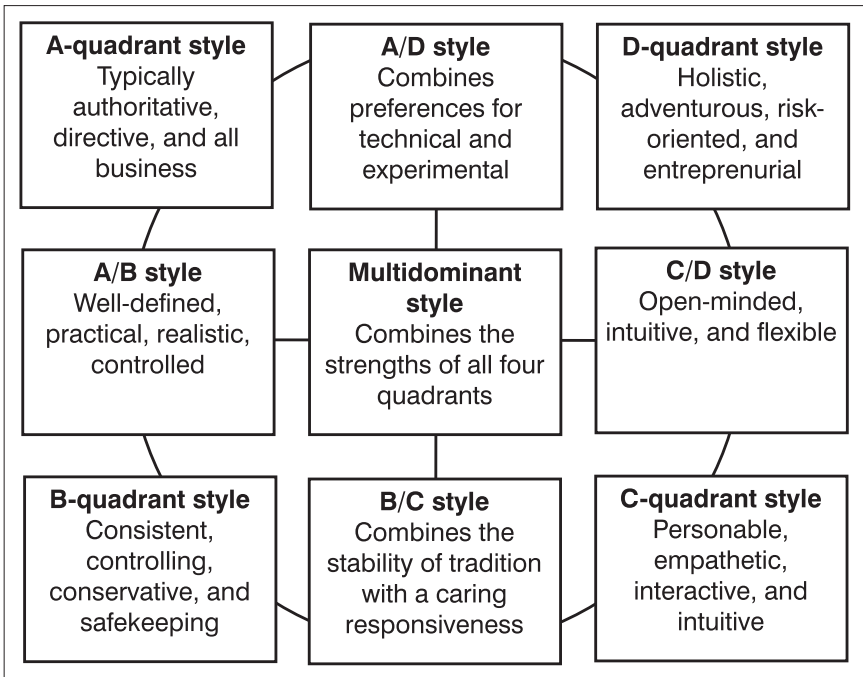 A-quadrant style
Typically
authoritative,
directive, and all
business
A/D style
Combines
preferences for
technical and
experimental
D-quadrant style
Holistic,
adventurous, risk-
oriented, and
entreprenurial
A/B style
Well-defined,
practical, realistic,
controlled
Multidominant
style
Combines the
strengths of all four
quadrants
C/D style
Open-minded,
intuitive, and flexible
B-quadrant style
Consistent,
controlling,
conservative, and
safekeeping
B/C style
Combines the
stability of tradition
with a caring
responsiveness
C-quadrant style
Personable,
empathetic,
interactive, and
intuitive